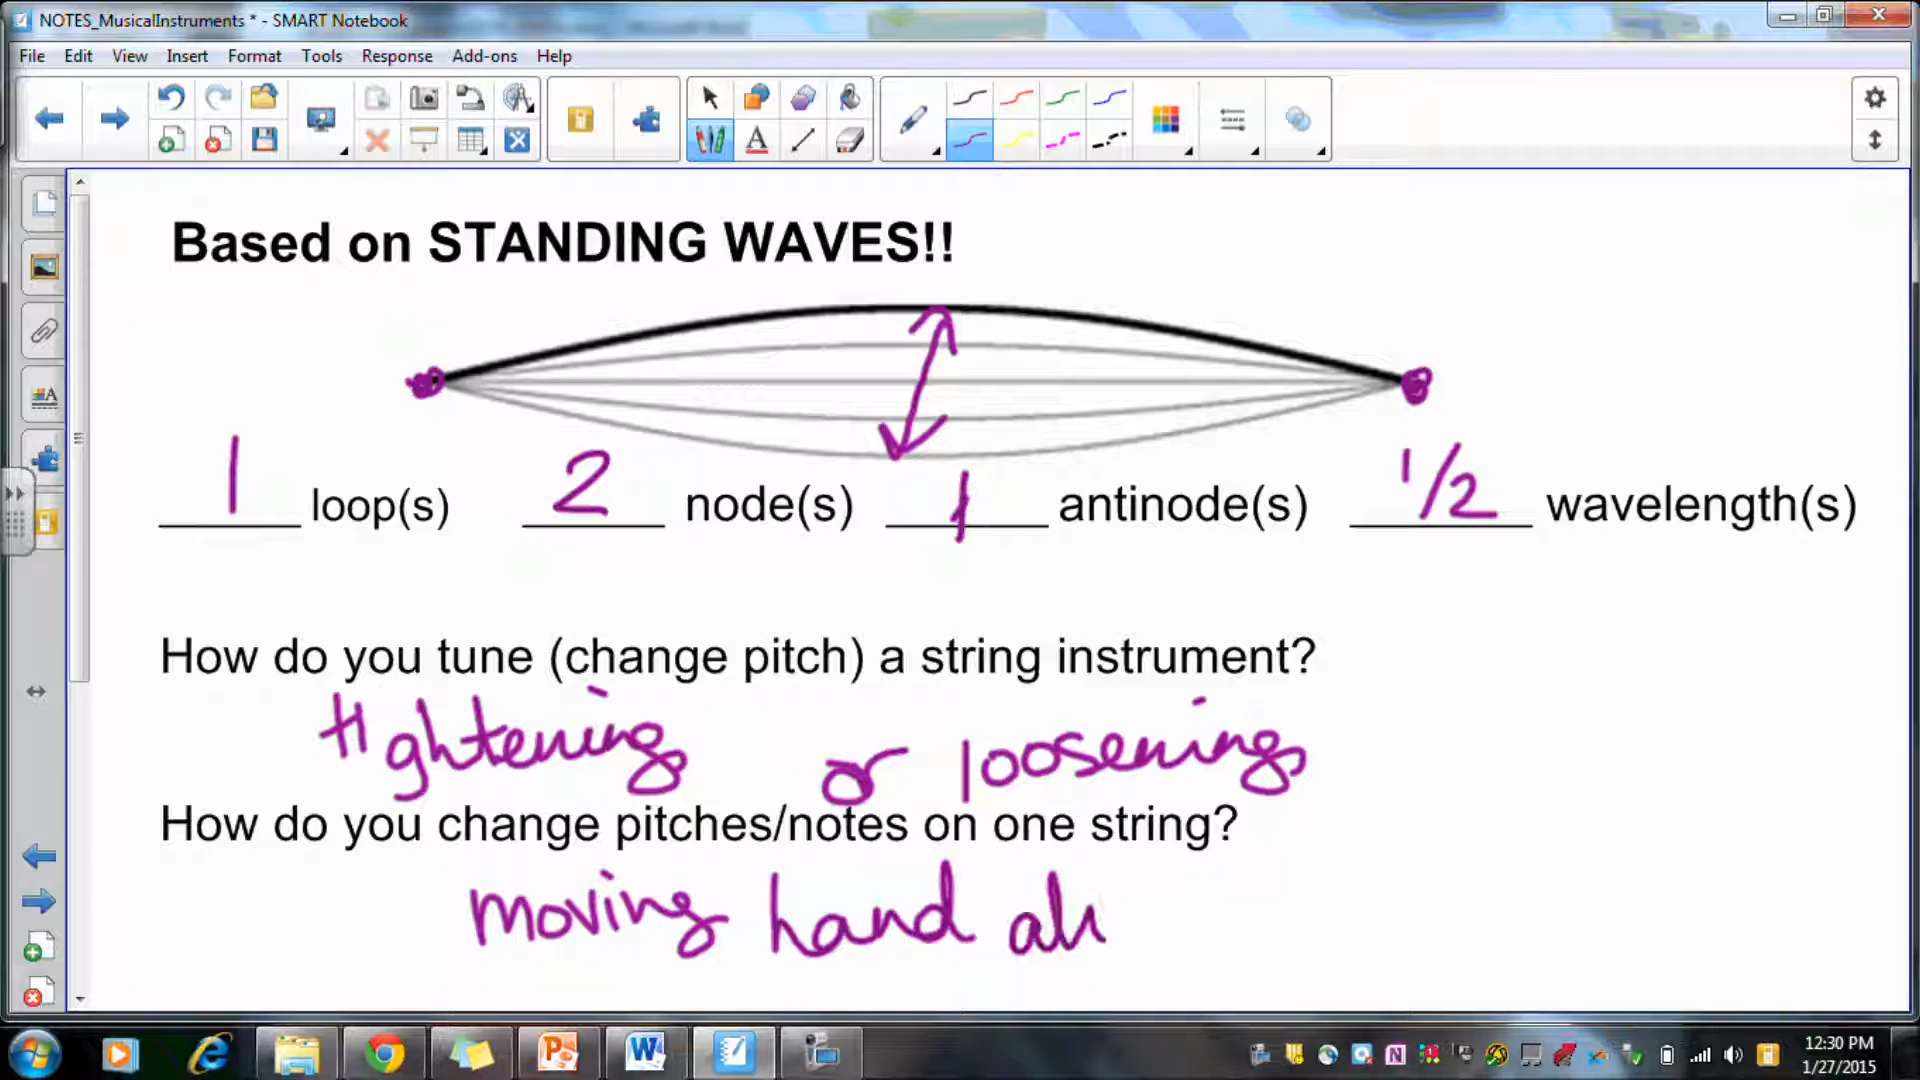 NOTES_MusicalInstruments * - SMART Notebook
File Edit View Insert Format Tools Response Add-ons Help
Based on STANDING WAVES!!
1 loop(s) 2 node(s) 1 antinode(s) 1/2 wavelength(s)
How do you tune (change pitch) a string instrument?
tightening or loosening
How do you change pitches/notes on one string?
moving hand
12:30 PM
1/27/2015